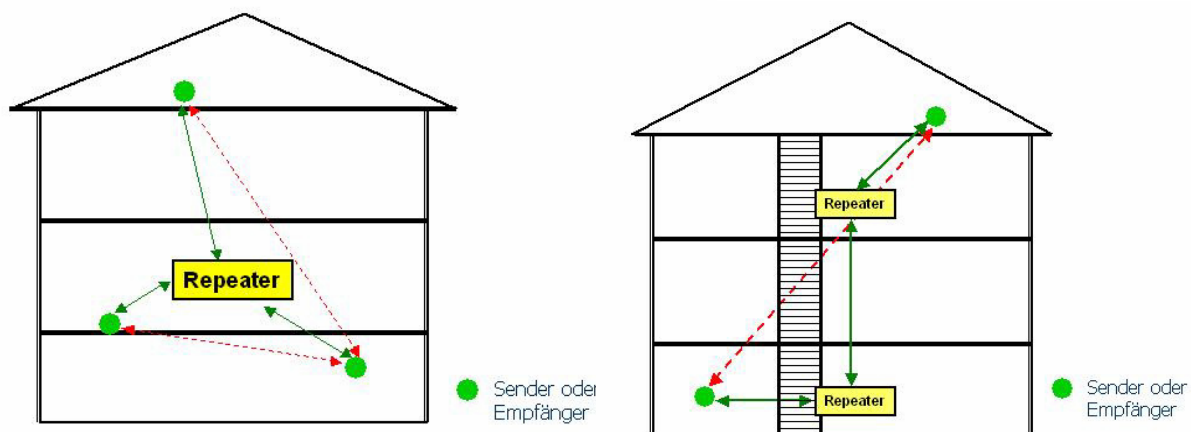 Repeater
Sender oder
Empfänger
Repeater
Repeater
Sender oder
Empfänger